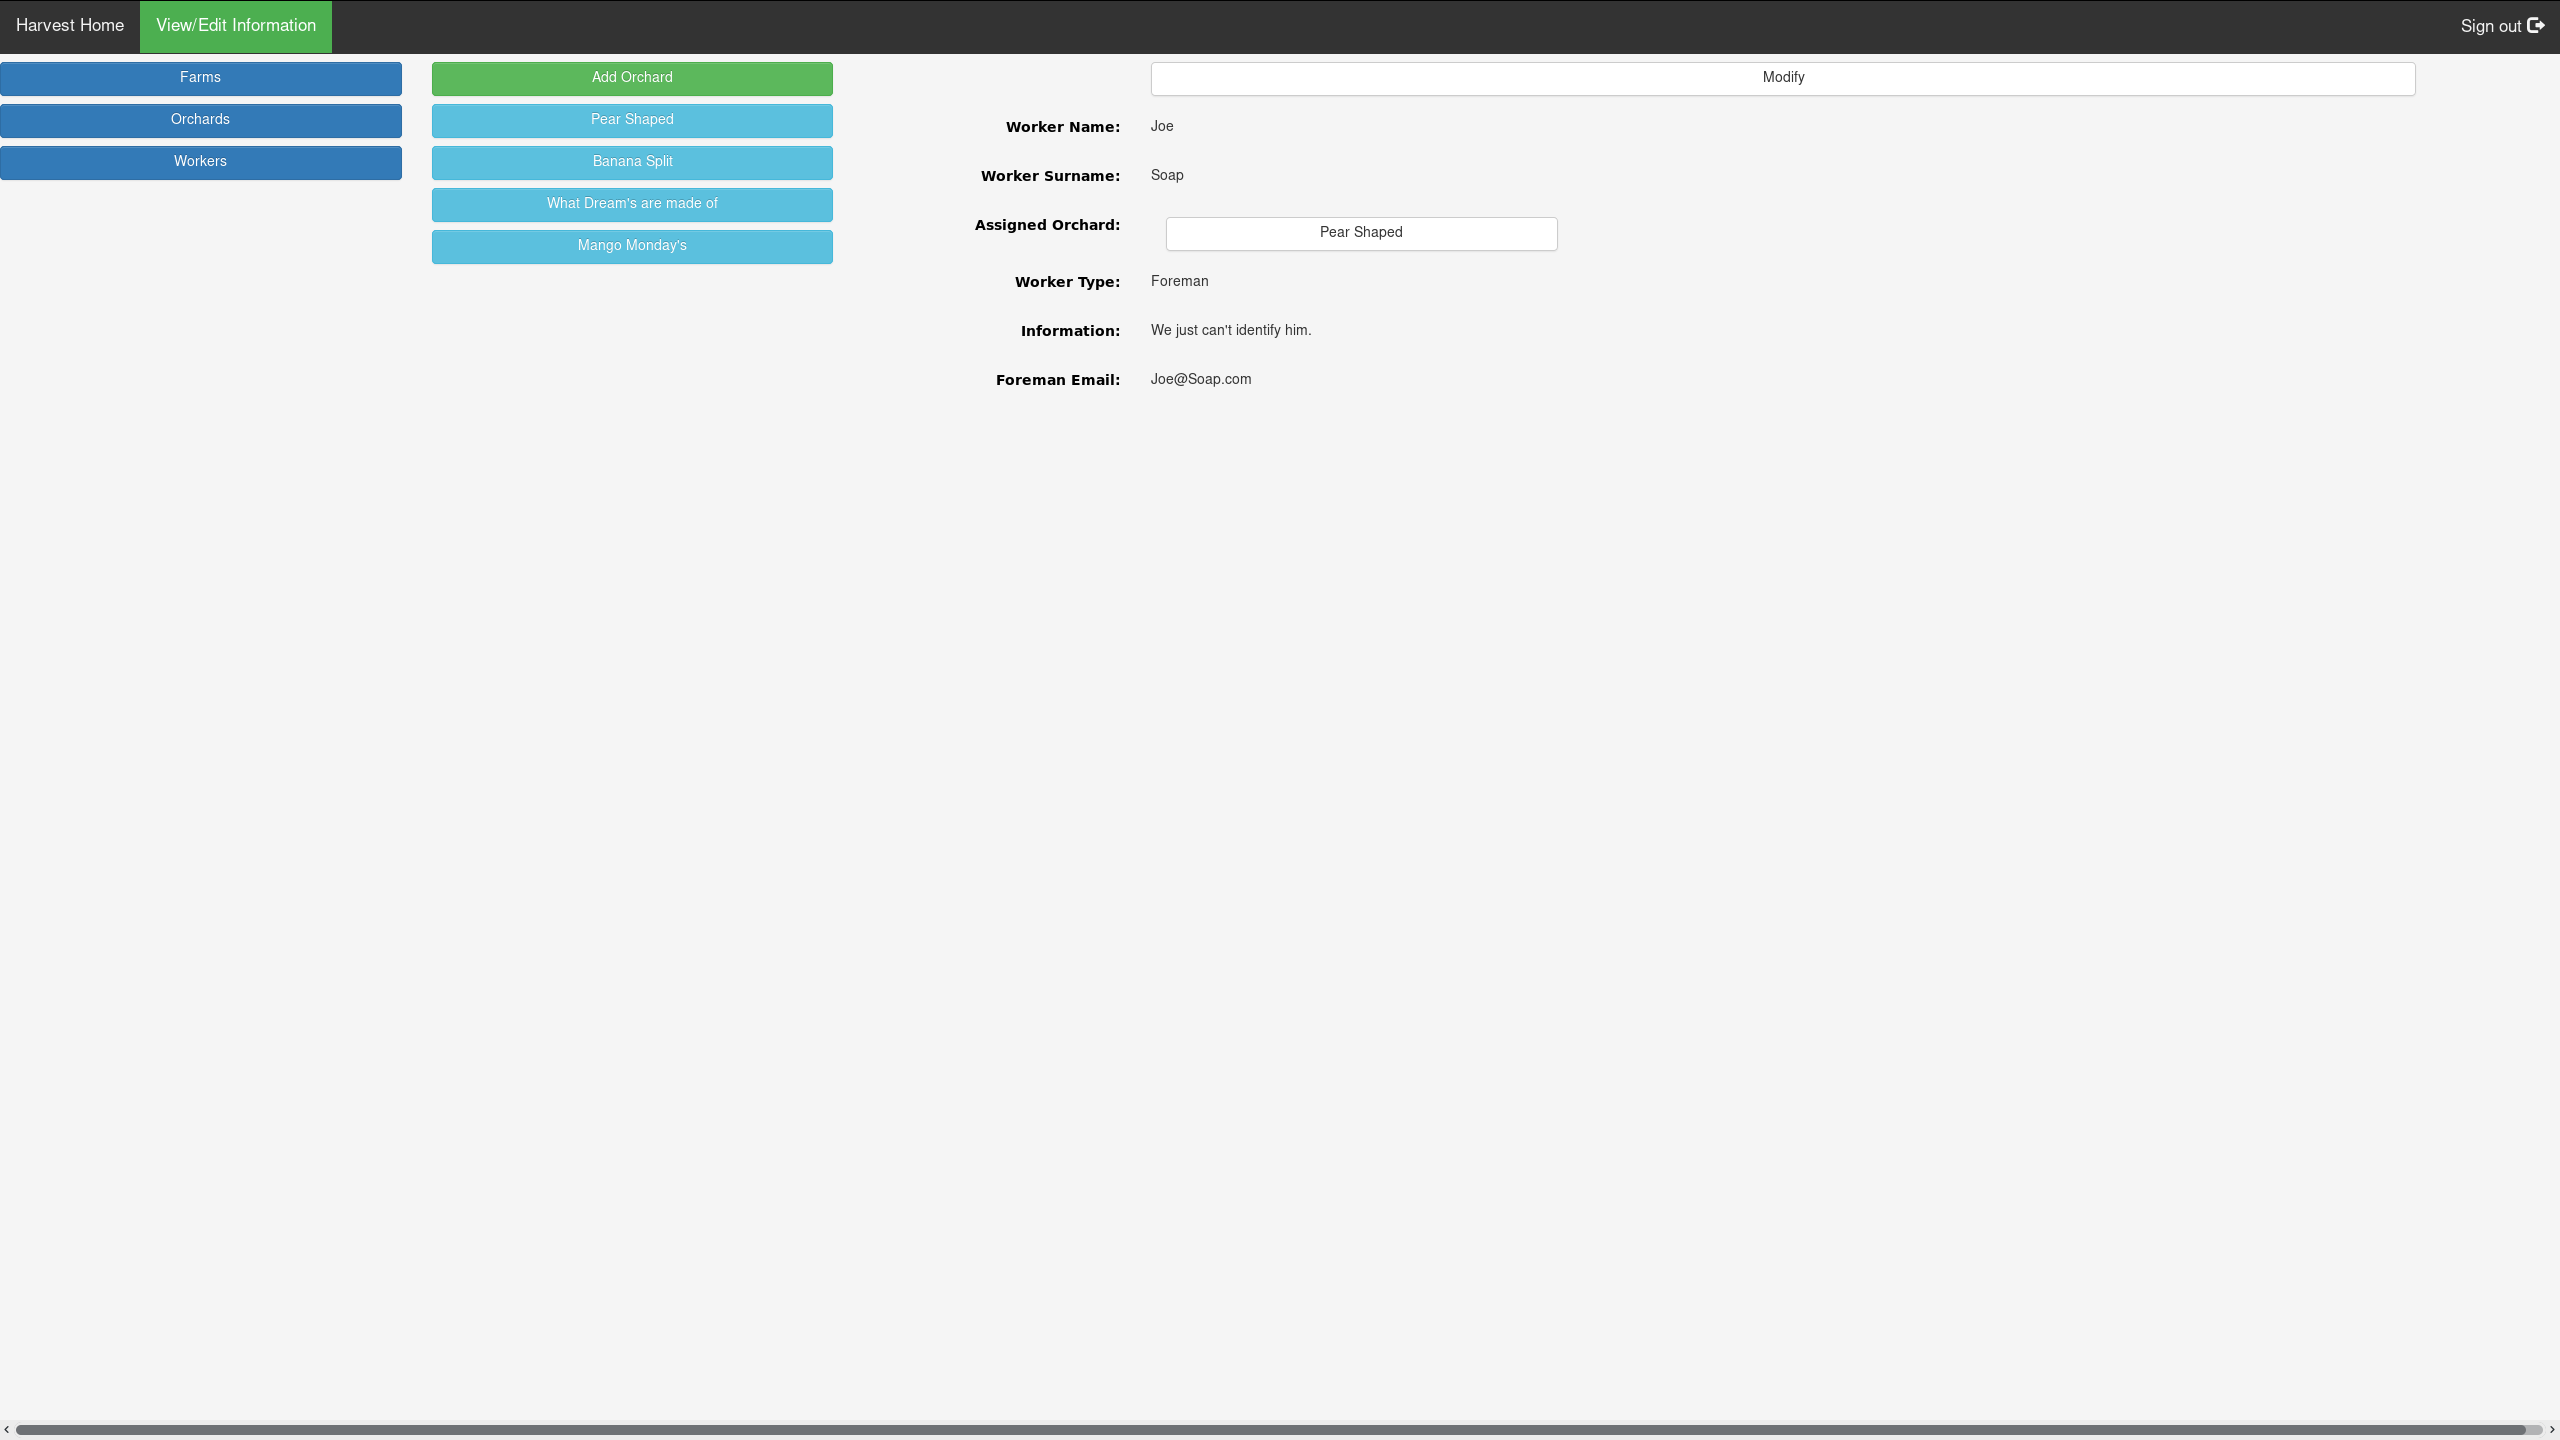 Harvest Home View/Edit Information Sign out
Farms
Orchards
Workers
Add Orchard
Pear Shaped
Banana Split
What Dream's are made of
Mango Monday's
Modify
Worker Name: Joe
Worker Surname: Soap
Assigned Orchard: Pear Shaped
Worker Type: Foreman
Information: We just can't identify him.
Foreman Email: Joe@Soap.com